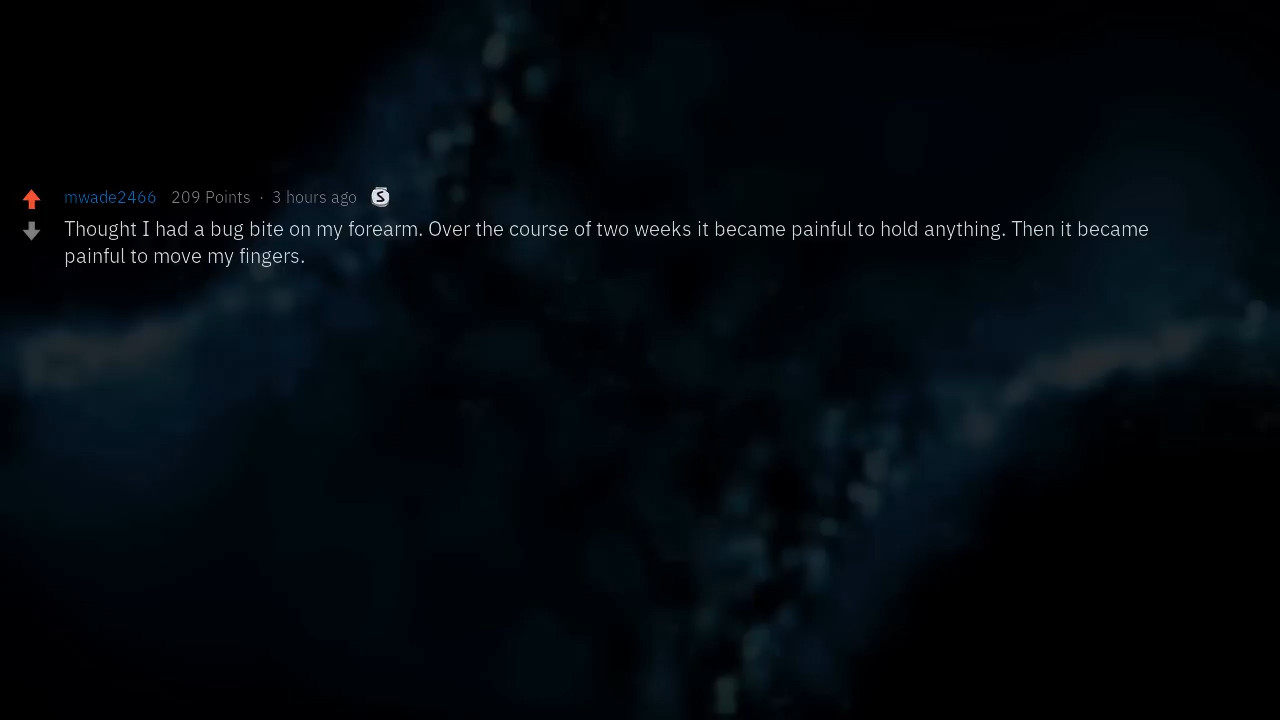 mwade2466 209 Points · 3 hours ago S
Thought I had a bug bite on my forearm. Over the course of two weeks it became painful to hold anything. Then it became
painful to move my fingers.